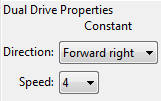 Dual Drive Properties
Constant
Direction: Forward right
Speed: 4